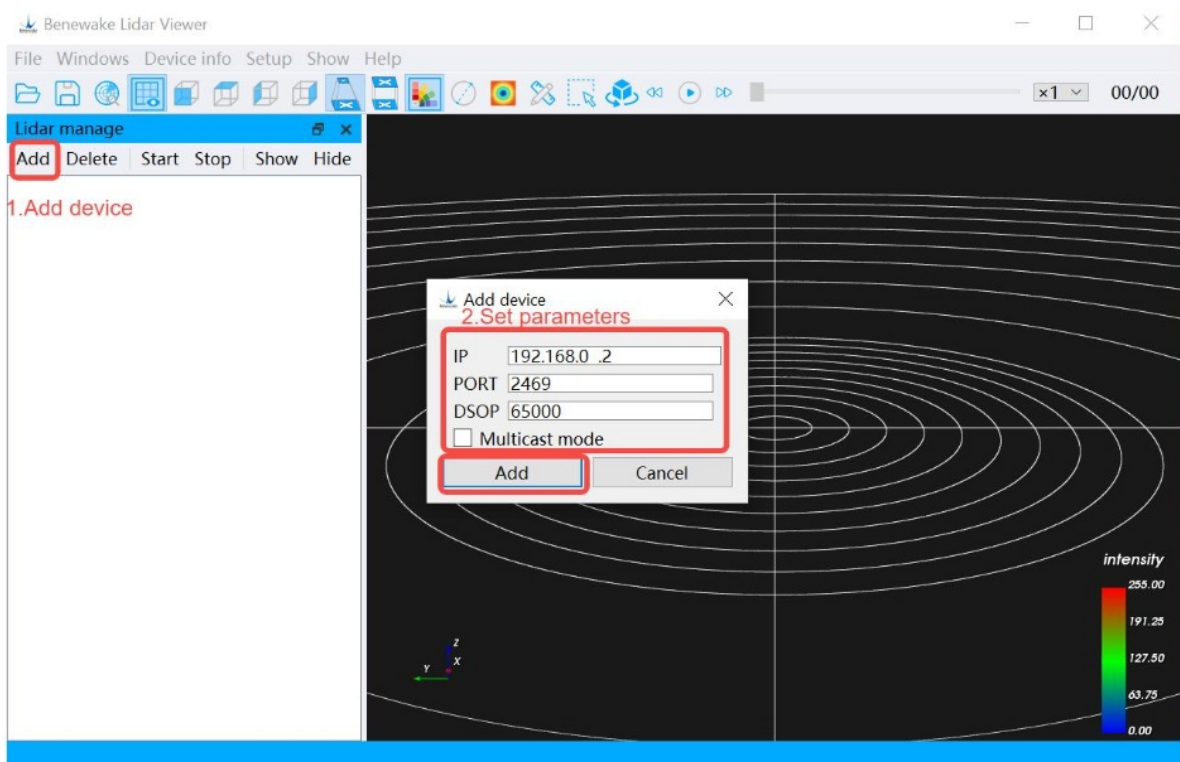 Benewake Lidar Viewer
File Windows Device info Setup Show Help
×1 00/00
Lidar manage
Add Delete Start Stop Show Hide
1.Add device
Add device
2.Set parameters
IP 192.168.0 .2
PORT 2469
DSOP 65000
Multicast mode
Add Cancel
intensity
255.00
191.25
127.50
63.75
0.00
Z
Y X